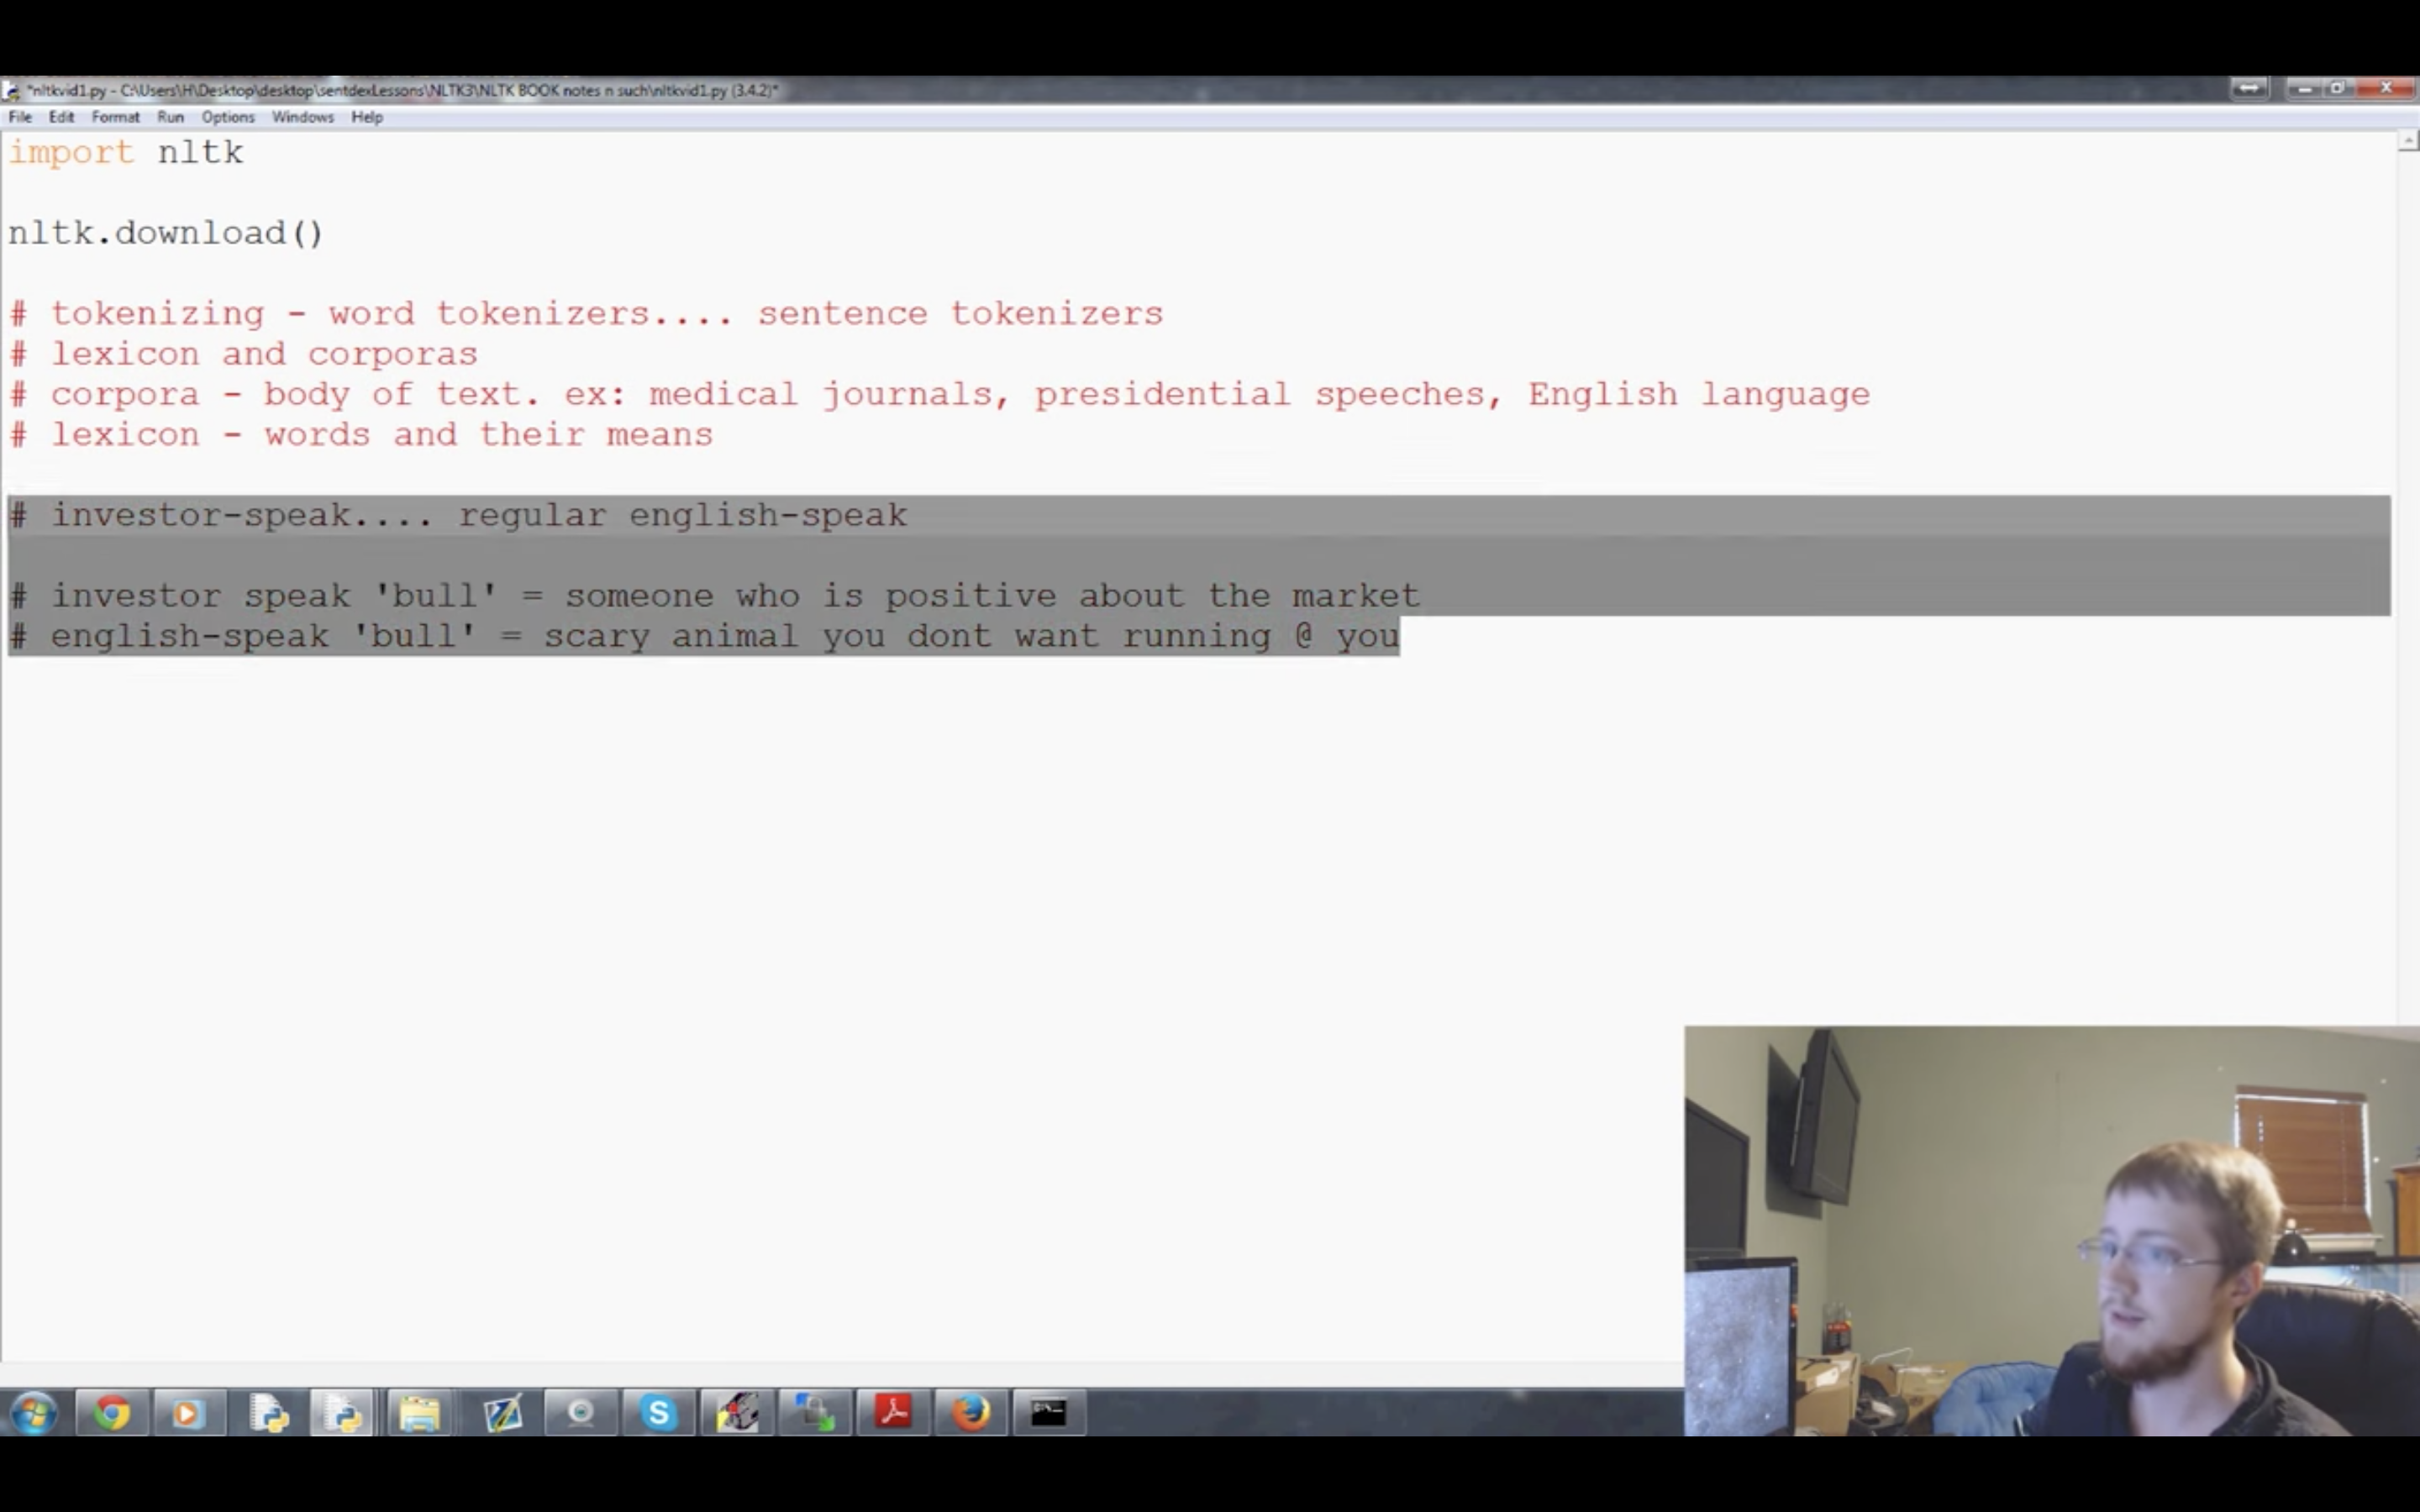 *nltkvid1.py - C:\Users\H\Desktop\desktop\sentdexLessons\NLTK3\NLTK BOOK notes n such\nltkvid1.py (3.4.2)*
File Edit Format Run Options Windows Help
import nltk
nltk.download()
# tokenizing - word tokenizers.... sentence tokenizers
# lexicon and corporas
# corpora - body of text. ex: medical journals, presidential speeches, English language
# lexicon - words and their means
# investor-speak.... regular english-speak
# investor speak 'bull' = someone who is positive about the market
# english-speak 'bull' = scary animal you dont want running @ you